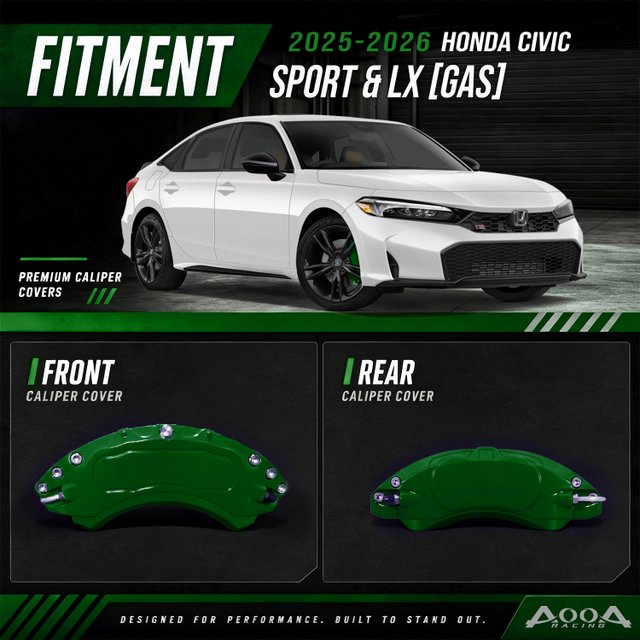 FITMENT
2025-2026 HONDA CIVIC
SPORT & LX [GAS]
PREMIUM CALIPER
COVERS
FRONT
CALIPER COVER
REAR
CALIPER COVER
DESIGNED FOR PERFORMANCE. BUILT TO STAND OUT.
AOOA
RACING